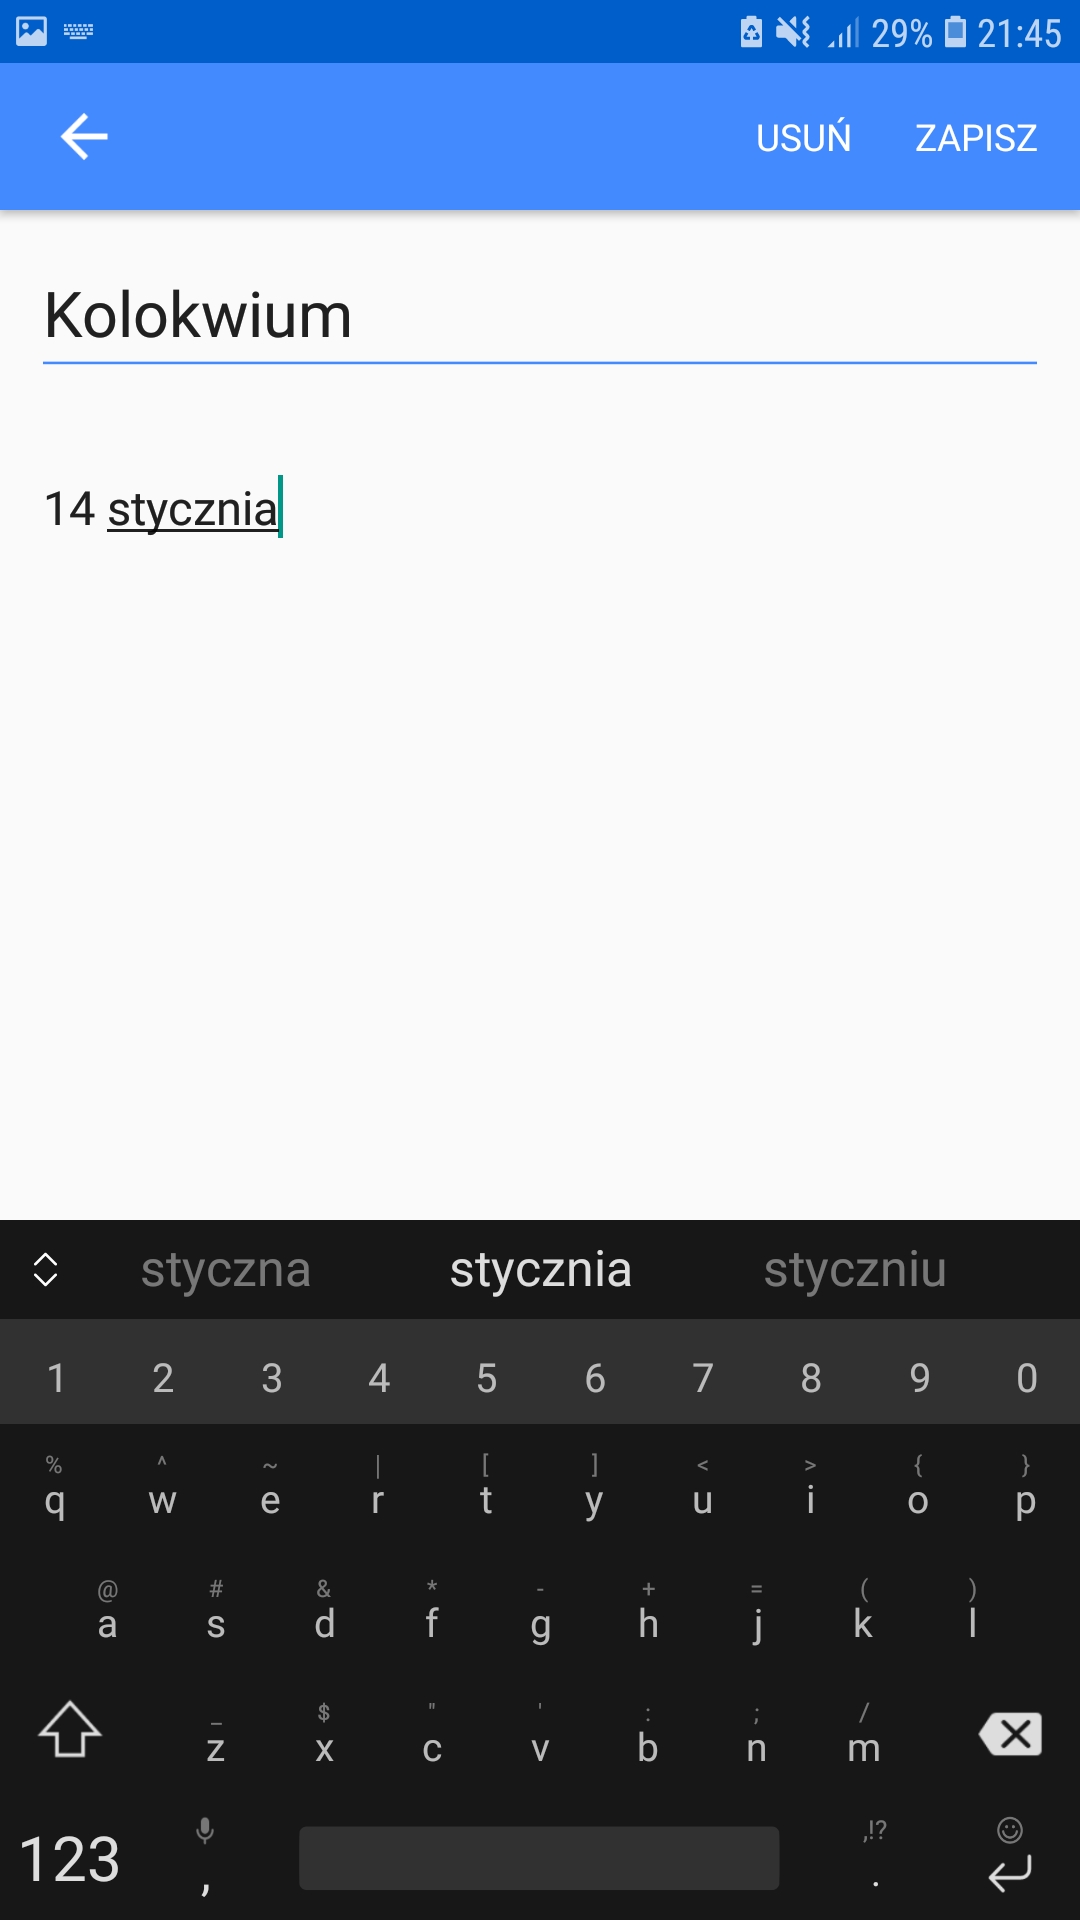 29% 21:45
USUŃ ZAPISZ
Kolokwium
14 stycznia
styczna stycznia styczniu
1 2 3 4 5 6 7 8 9 0
% ^ ~ | [ ] < > { }
q w e r t y u i o p
@ # & * - + = ( )
a s d f g h j k l
_ $ " ' : ; /
z x c v b n m
,!?
123 , .